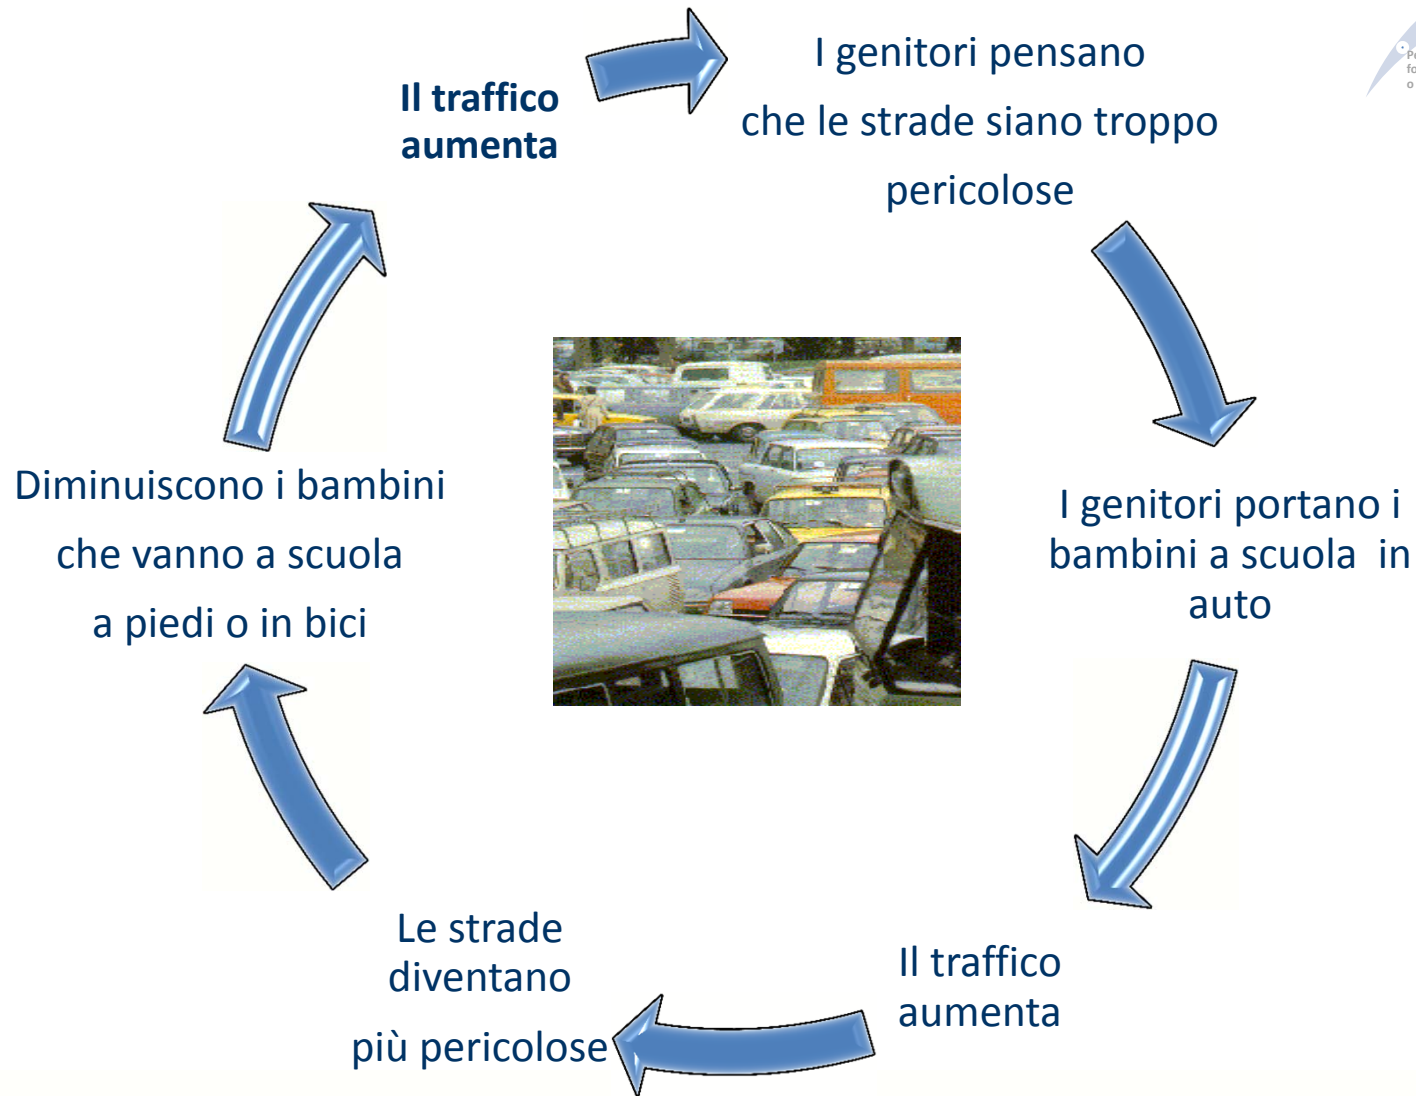 Il traffico
aumenta
I genitori pensano
che le strade siano troppo
pericolose
I genitori portano i
bambini a scuola in
auto
Il traffico
aumenta
Le strade
diventano
più pericolose
Diminuiscono i bambini
che vanno a scuola
a piedi o in bici